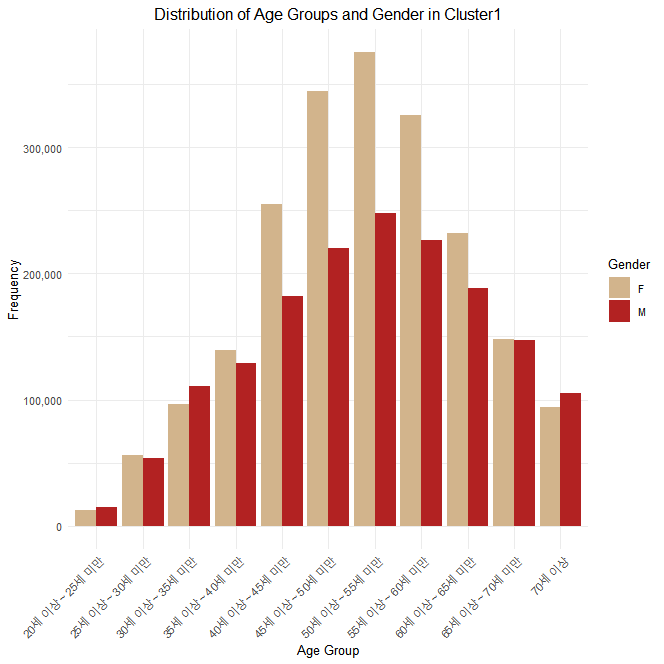 Distribution of Age Groups and Gender in Cluster1
Frequency
300,000
200,000
100,000
0
20세 이상~25세 미만
25세 이상~30세 미만
30세 이상~35세 미만
35세 이상~40세 미만
40세 이상~45세 미만
45세 이상~50세 미만
50세 이상~55세 미만
55세 이상~60세 미만
60세 이상~65세 미만
65세 이상~70세 미만
70세 이상
Age Group
Gender
F
M